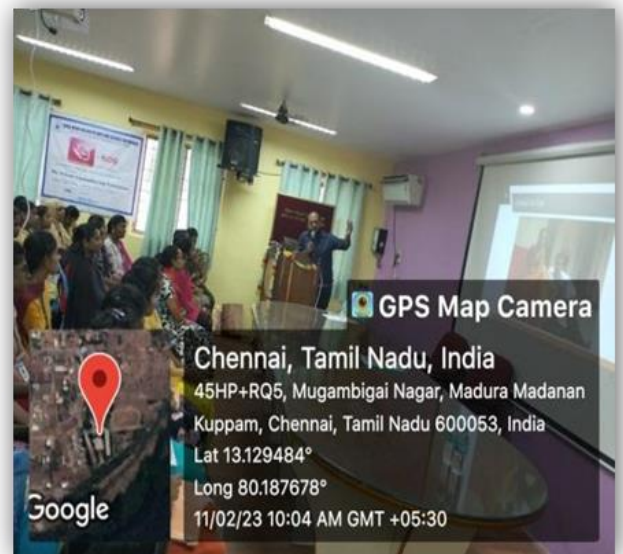 GPS Map Camera
Chennai, Tamil Nadu, India
45HP+RQ5, Mugambigai Nagar, Madura Madanan
Kuppam, Chennai, Tamil Nadu 600053, India
Lat 13.129484°
Long 80.187678°
11/02/23 10:04 AM GMT +05:30
Google